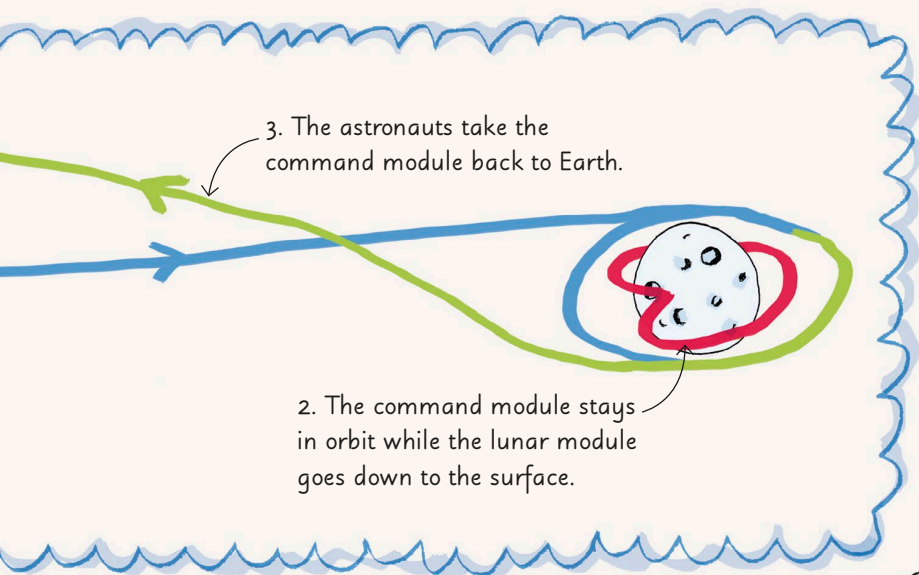 3. The astronauts take the
command module back to Earth.
2. The command module stays
in orbit while the lunar module
goes down to the surface.